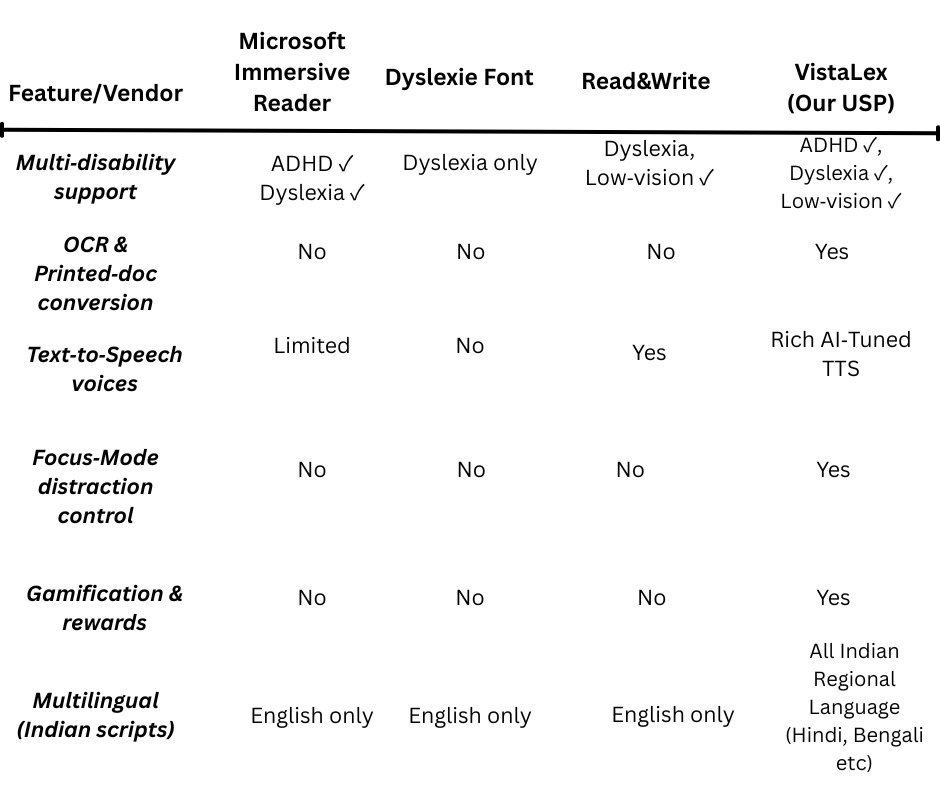 Feature/Vendor
Microsoft
Immersive
Reader
Dyslexie Font
Read&Write
VistaLex
(Our USP)
Multi-disability
support
ADHD ✓
Dyslexia ✓
Dyslexia only
Dyslexia,
Low-vision ✓
ADHD ✓,
Dyslexia ✓,
Low-vision ✓
OCR &
Printed-doc
conversion
No
No
No
Yes
Text-to-Speech
voices
Limited
No
Yes
Rich AI-Tuned
TTS
Focus-Mode
distraction
control
No
No
No
Yes
Gamification &
rewards
No
No
No
Yes
Multilingual
(Indian scripts)
English only
English only
English only
All Indian
Regional
Language
(Hindi, Bengali
etc)